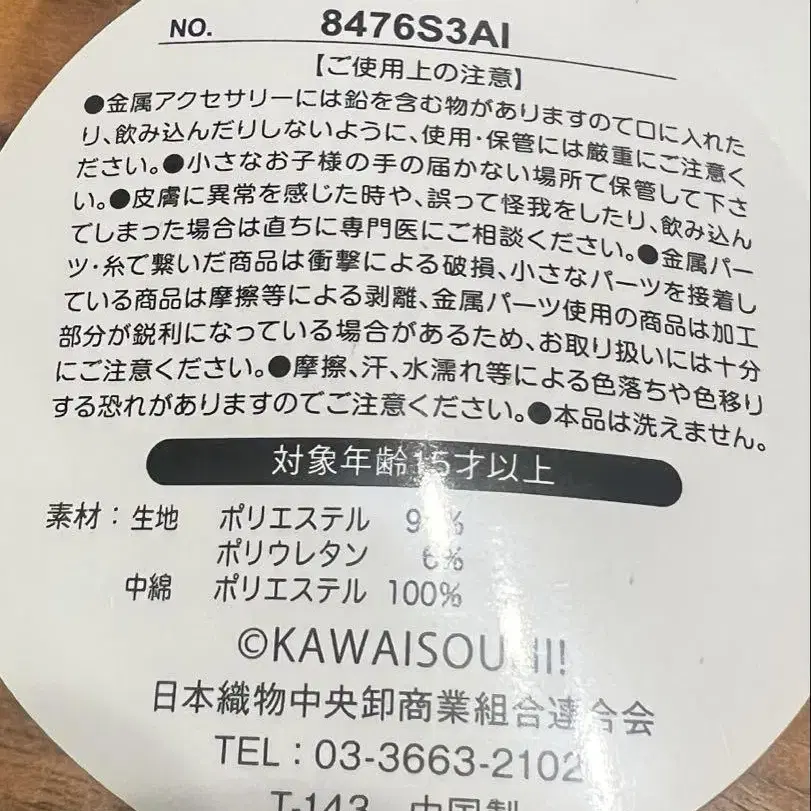 NO. 8476S3AI
【ご使用上の注意】
●金属アクセサリーには鉛を含む物がありますので口に入れた
り、飲み込んだりしないように、使用・保管には厳重にご注意く
ださい。●小さなお子様の手の届かない場所で保管して下さ
い。●皮膚に異常を感じた時や、誤って怪我をしたり、飲み込ん
でしまった場合は直ちに専門医にご相談ください。●金属パー
ツ・糸で繋いだ商品は衝撃による破損、小さなパーツを接着し
ている商品は摩擦等による剥離、金属パーツ使用の商品は加工
部分が鋭利になっている場合があるため、お取り扱いには十分
にご注意ください。●摩擦、汗、水濡れ等による色落ちや色移り
する恐れがありますのでご注意ください。●本品は洗えません。
対象年齢15才以上
素材：生地 ポリエステル
ポリウレタン 6%
中綿 ポリエステル 100%
©KAWAISOUNI!
日本織物中央卸商業組合連合会
TEL：03-3663-2102
T-143 中国製